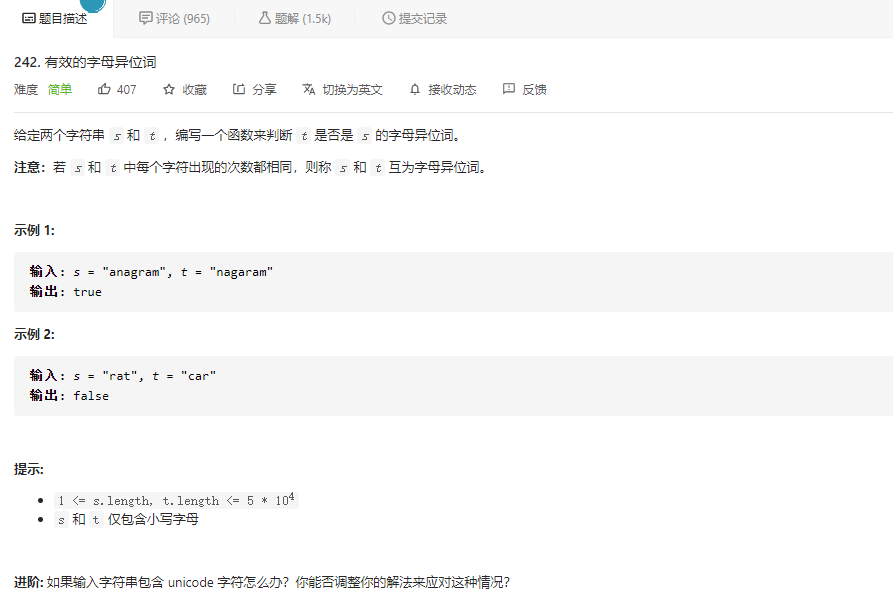 题目描述 评论 (965) 题解 (1.5k) 提交记录
242. 有效的字母异位词
难度 简单 407 收藏 分享 切换为英文 接收动态 反馈
给定两个字符串 s 和 t ，编写一个函数来判断 t 是否是 s 的字母异位词。
注意：若 s 和 t 中每个字符出现的次数都相同，则称 s 和 t 互为字母异位词。
示例 1:
输入: s = "anagram", t = "nagaram"
输出: true
示例 2:
输入: s = "rat", t = "car"
输出: false
提示:
1 <= s.length, t.length <= 5 * 10⁴
s 和 t 仅包含小写字母
进阶: 如果输入字符串包含 unicode 字符怎么办？你能否调整你的解法来应对这种情况？